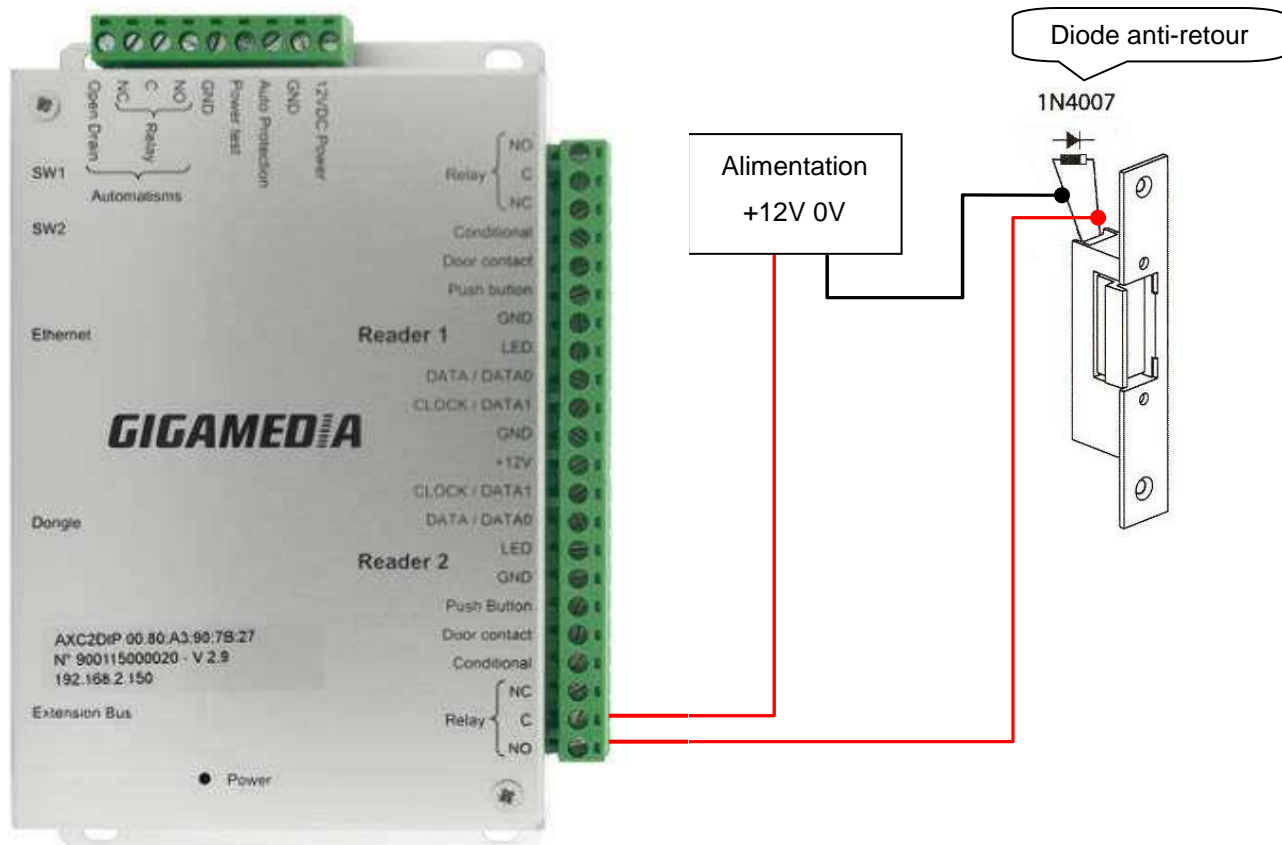 Diode anti-retour
1N4007
Alimentation
+12V 0V
Open Drain
NC
C
NO
Relay
GND
Power test
Auto Protection
GND
12VDC Power
Automatisms
SW1
SW2
Ethernet
GIGAMEDIA
Dongle
AXC2DIP 00.80.A3.90.7B.27
N° 900115000020 - V 2.9
192.168.2.150
Extension Bus
Power
NO
Relay C
NC
Conditional
Door contact
Push button
GND
Reader 1
LED
DATA / DATA0
CLOCK / DATA1
GND
+12V
CLOCK / DATA1
DATA / DATA0
LED
Reader 2
GND
Push Button
Door contact
Conditional
NC
Relay C
NO